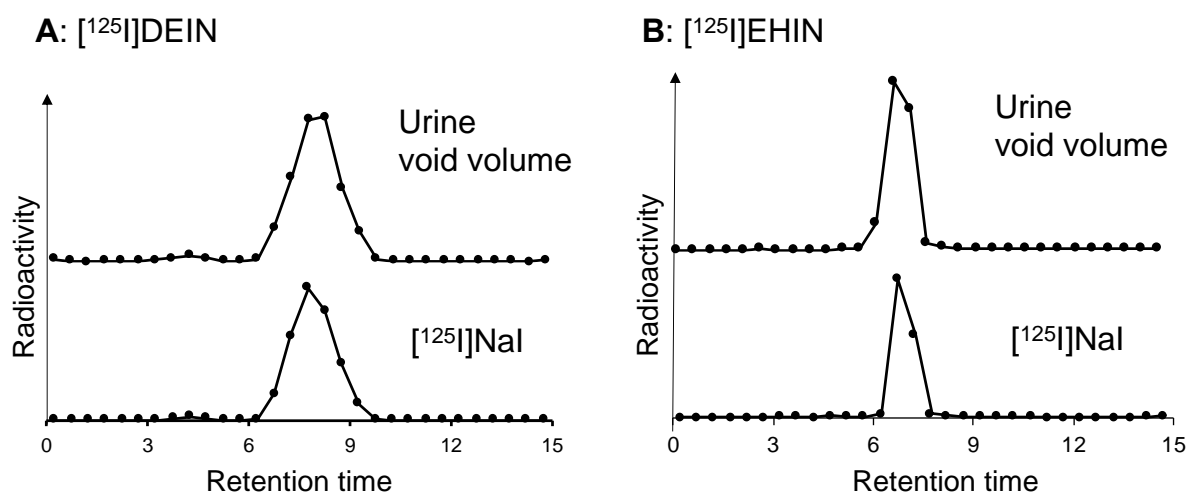 A: [¹²⁵I]DEIN
Urine
void volume
[¹²⁵I]NaI
Radioactivity
0 3 6 9 12 15
Retention time
B: [¹²⁵I]EHIN
Urine
void volume
[¹²⁵I]NaI
Radioactivity
0 3 6 9 12 15
Retention time